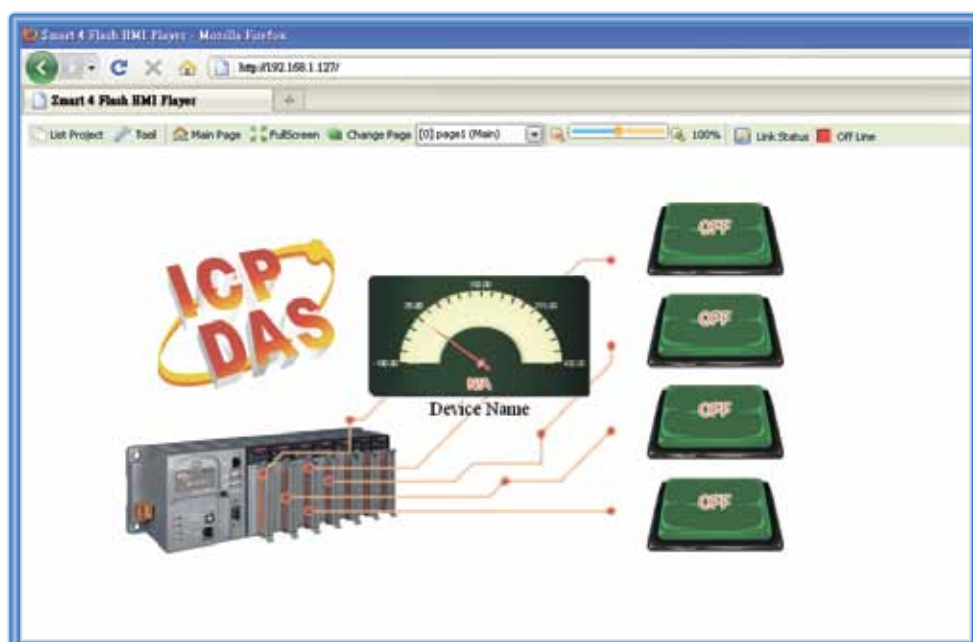 Smart 4 Flash HMI Player - Mozilla Firefox
http://192.168.1.127/
Smart 4 Flash HMI Player
List Project Tool Main Page FullScreen Change Page [0] page1 (Main) 100% Link Status Off Line
ICP
DAS
N/A
Device Name
OFF
OFF
OFF
OFF